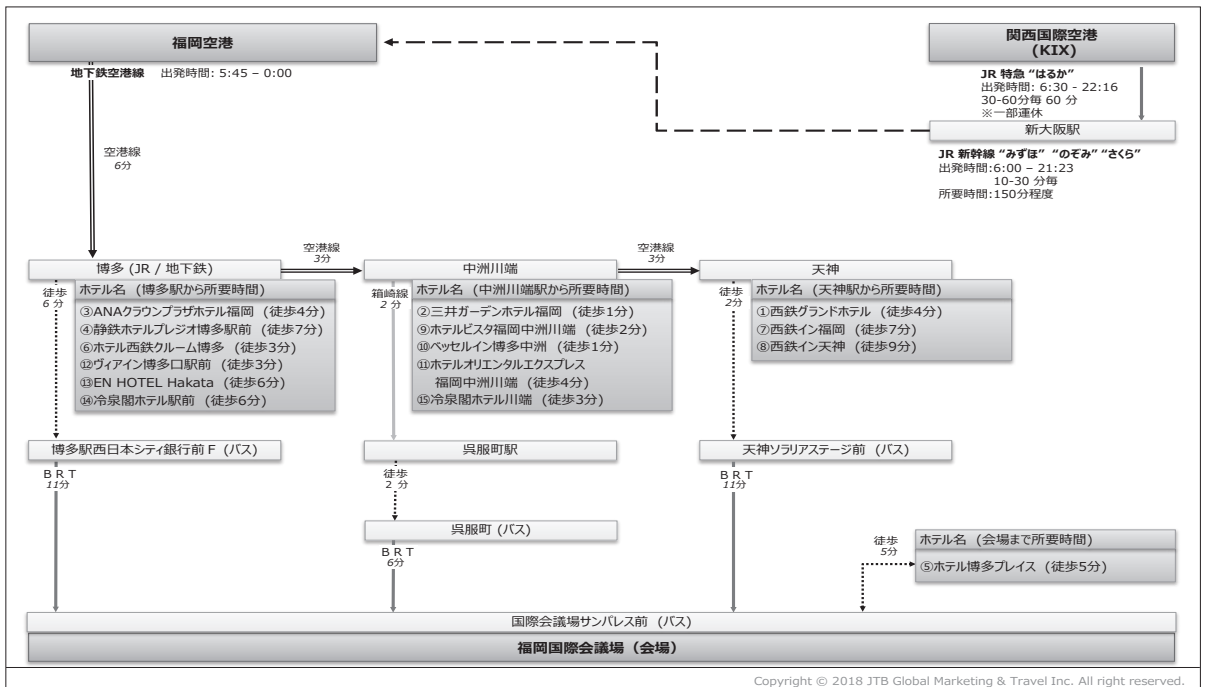 福岡空港
地下鉄空港線 出発時間: 5:45 – 0:00
関西国際空港
(KIX)
JR 特急 “はるか”
出発時間: 6:30 - 22:16
30-60分毎 60 分
※一部運休
新大阪駅
JR 新幹線 “みずほ” “のぞみ” “さくら”
出発時間:6:00 – 21:23
10-30 分毎
所要時間:150分程度
空港線
6分
博多 (JR / 地下鉄)
空港線
3分
中洲川端
空港線
3分
天神
徒歩
6 分
ホテル名 (博多駅から所要時間)
③ANAクラウンプラザホテル福岡 (徒歩4分)
④静鉄ホテルプレジオ博多駅前 (徒歩7分)
⑥ホテル西鉄クルーム博多 (徒歩3分)
⑫ヴィアイン博多口駅前 (徒歩3分)
⑬EN HOTEL Hakata (徒歩6分)
⑭冷泉閣ホテル駅前 (徒歩6分)
箱崎線
2 分
ホテル名 (中洲川端駅から所要時間)
②三井ガーデンホテル福岡 (徒歩1分)
⑨ホテルビスタ福岡中洲川端 (徒歩2分)
⑩ベッセルイン博多中洲 (徒歩1分)
⑪ホテルオリエンタルエクスプレス
福岡中洲川端 (徒歩4分)
⑮冷泉閣ホテル川端 (徒歩3分)
徒歩
2分
ホテル名 (天神駅から所要時間)
①西鉄グランドホテル (徒歩4分)
⑦西鉄イン福岡 (徒歩7分)
⑧西鉄イン天神 (徒歩9分)
博多駅西日本シティ銀行前 F (バス)
呉服町駅
天神ソラリアステージ前 (バス)
B R T
11分
徒歩
2 分
B R T
11分
呉服町 (バス)
B R T
6分
徒歩
5分
ホテル名 (会場まで所要時間)
⑤ホテル博多プレイス (徒歩5分)
国際会議場サンパレス前 (バス)
福岡国際会議場 (会場)
Copyright © 2018 JTB Global Marketing & Travel Inc. All right reserved.